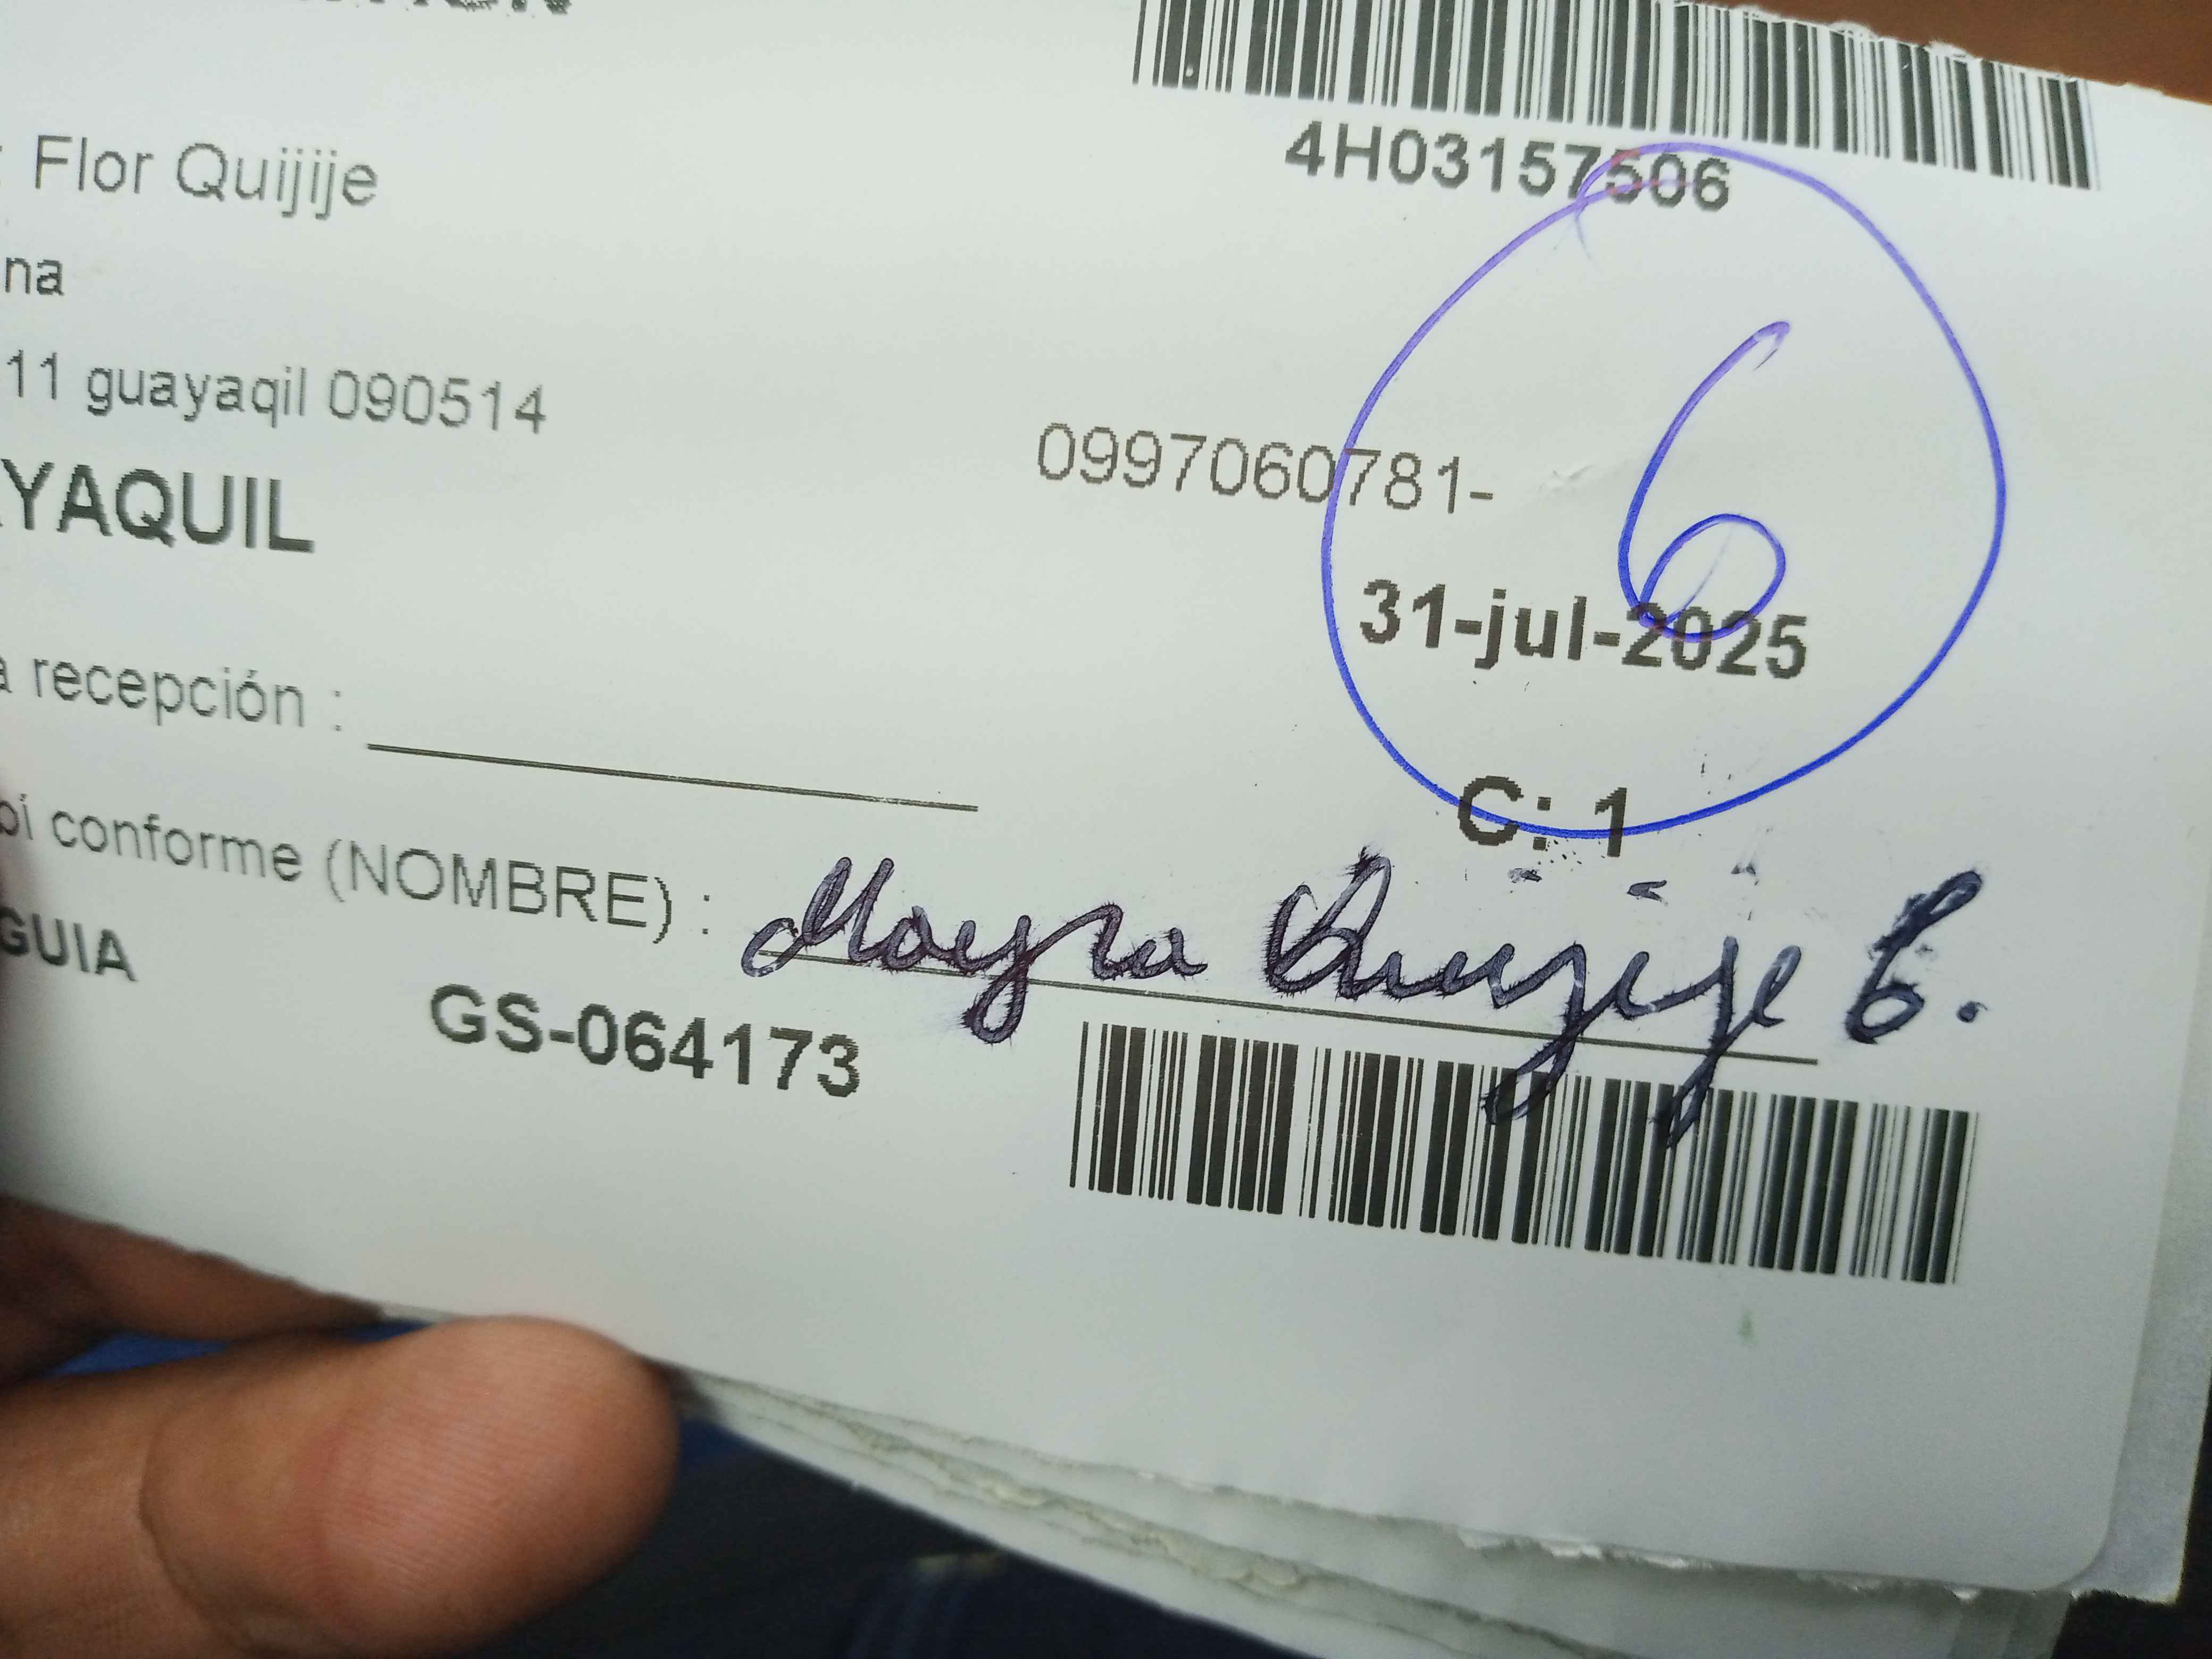 4H03157506
: Flor Quijije
na
11 guayaqil 090514
0997060781-
6
YAQUIL
31-jul-2025
a recepción :
C: 1
bí conforme (NOMBRE) : Mayra Quijije C.
GUIA
GS-064173